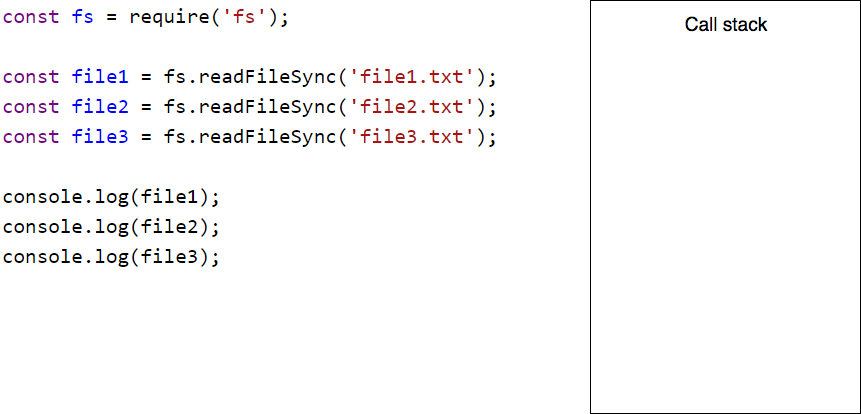 const fs = require('fs');
const file1 = fs.readFileSync('file1.txt');
const file2 = fs.readFileSync('file2.txt');
const file3 = fs.readFileSync('file3.txt');
console.log(file1);
console.log(file2);
console.log(file3);
Call stack